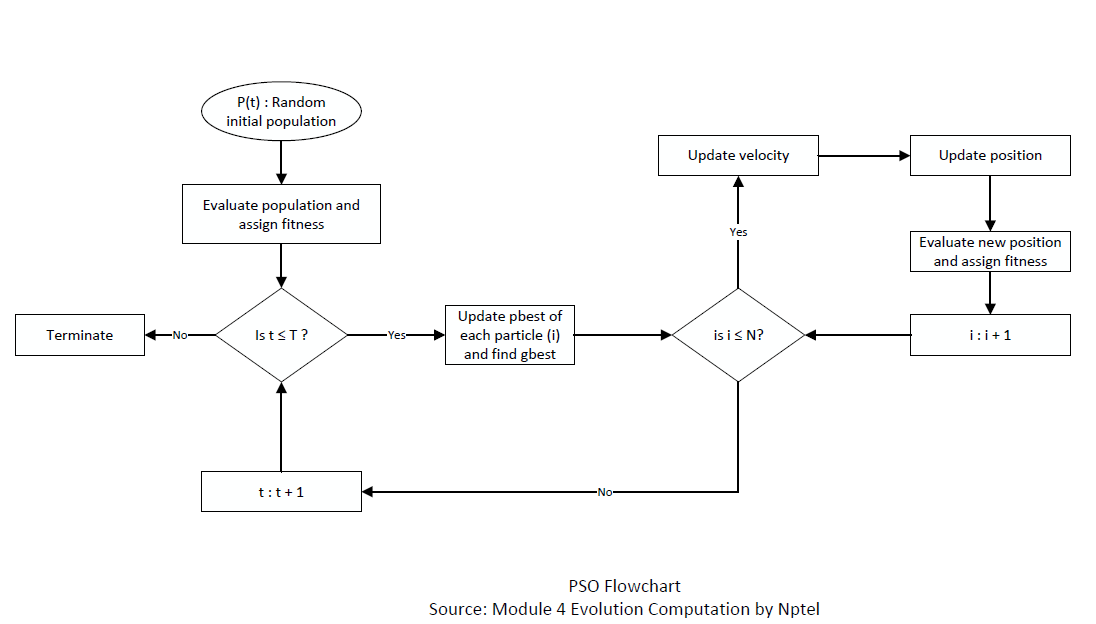 P(t) : Random
initial population
Evaluate population and
assign fitness
Is t ≤ T ?
No
Terminate
Yes
Update pbest of
each particle (i)
and find gbest
is i ≤ N?
Yes
Update velocity
Update position
Evaluate new position
and assign fitness
i : i + 1
No
t : t + 1
PSO Flowchart
Source: Module 4 Evolution Computation by Nptel